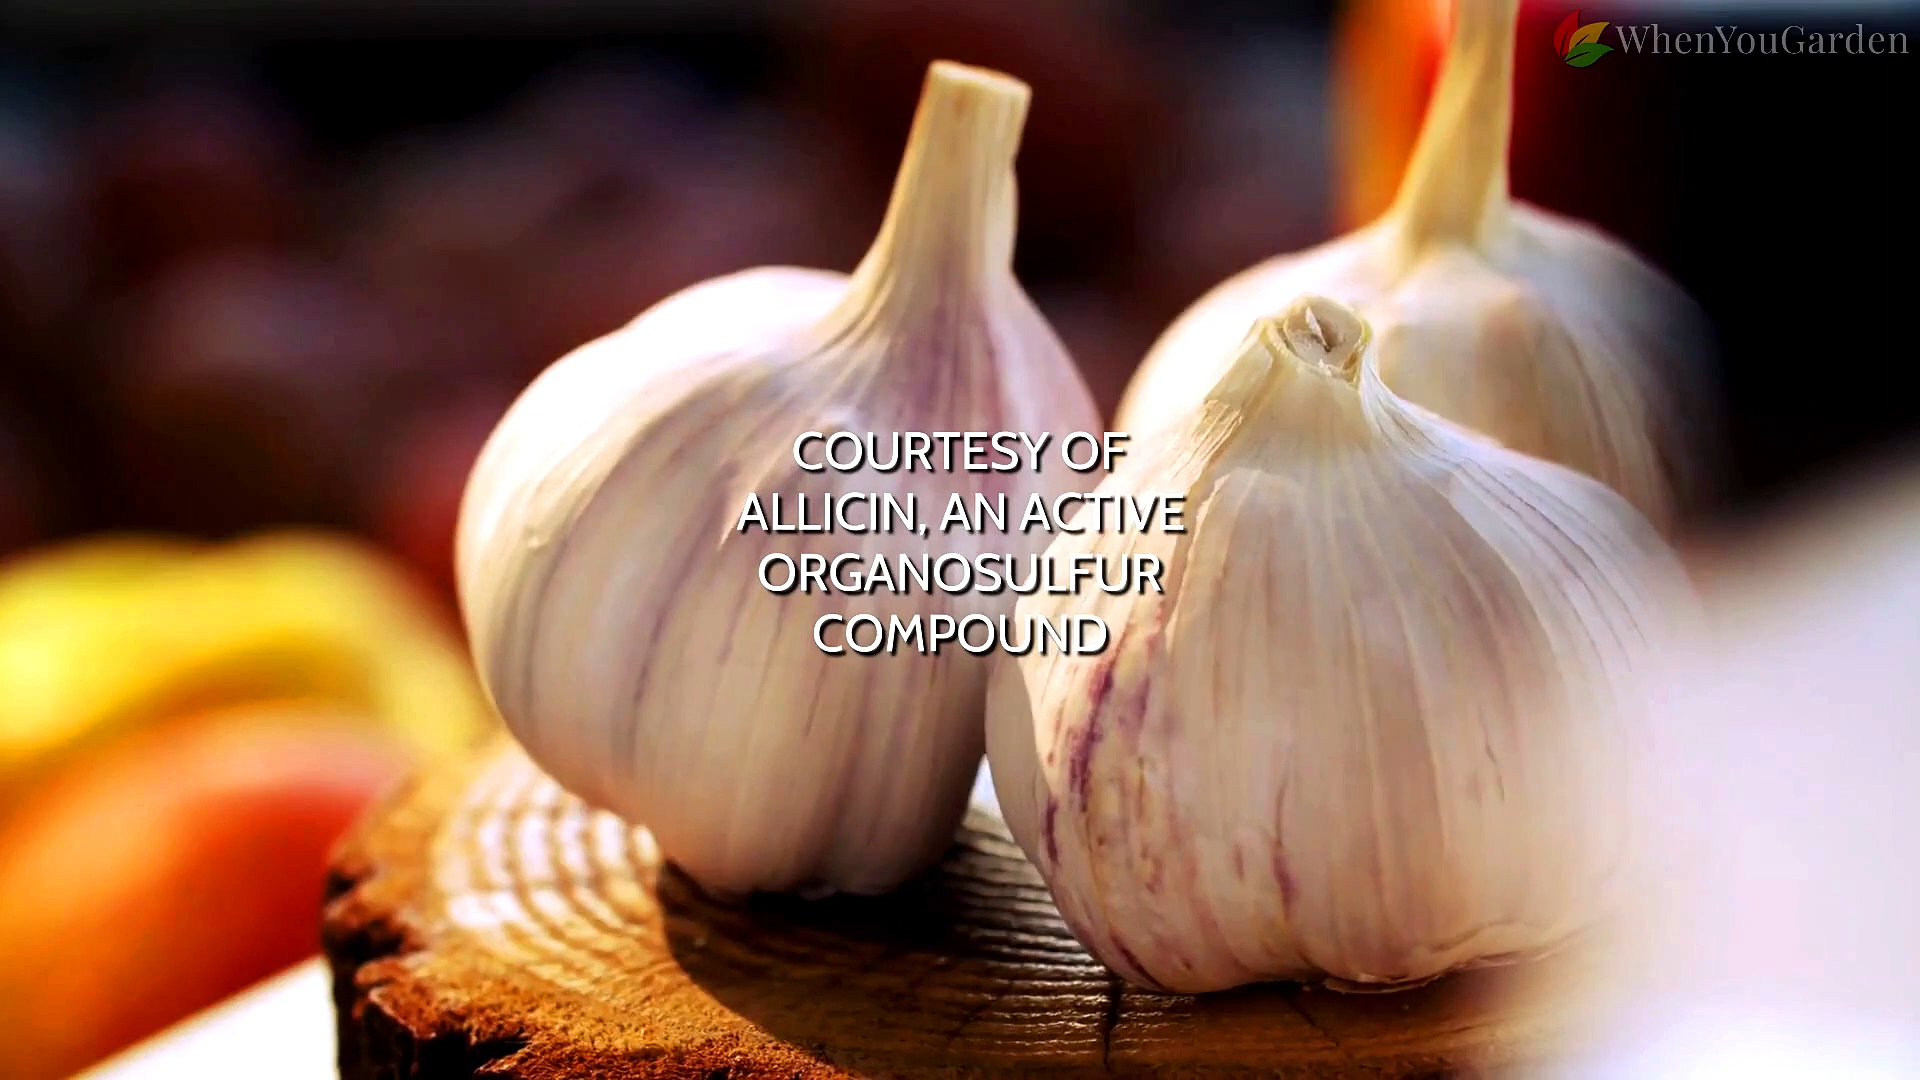 WhenYouGarden
COURTESY OF
ALLICIN, AN ACTIVE
ORGANOSULFUR
COMPOUND